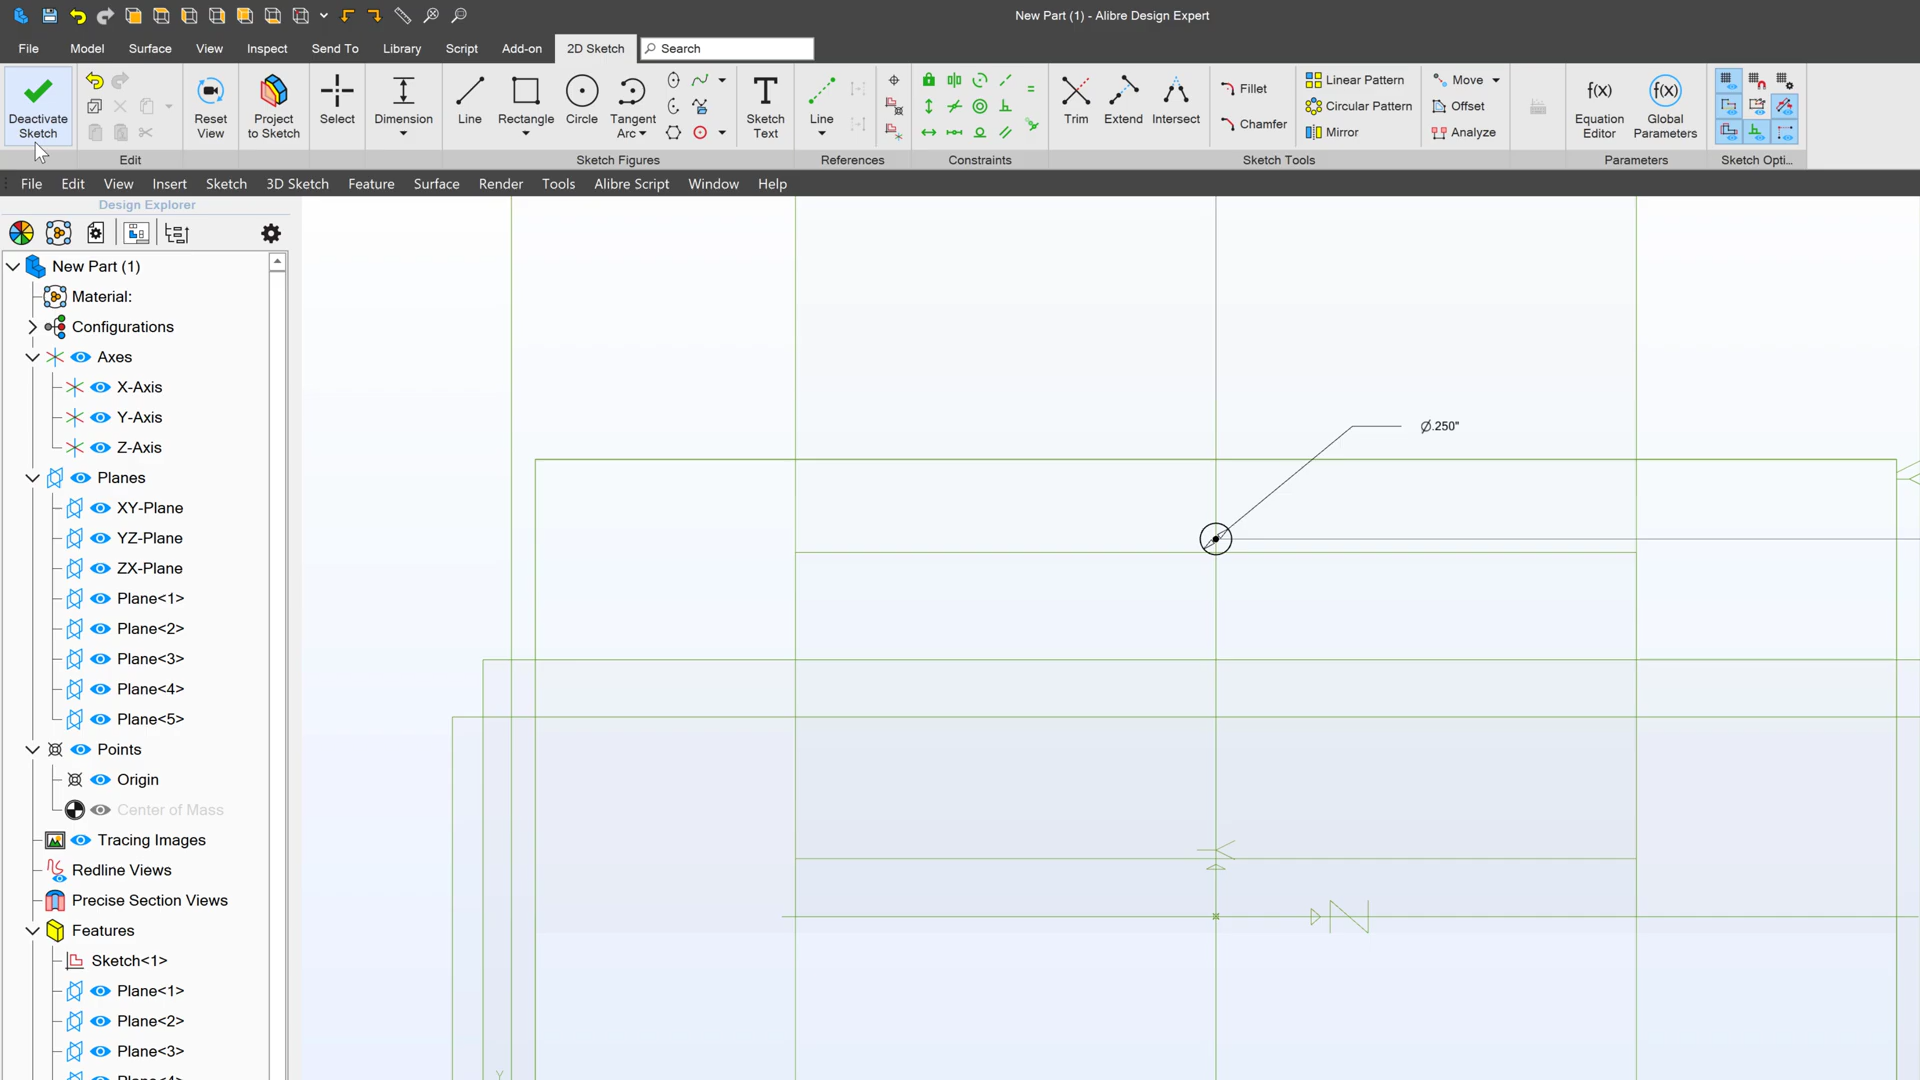 New Part (1) - Alibre Design Expert
File Model Surface View Inspect Send To Library Script Add-on 2D Sketch Search
Deactivate Sketch
Reset View
Project to Sketch
Select
Dimension
Line
Rectangle
Circle
Tangent Arc
Sketch Text
Line
Trim
Extend
Intersect
Fillet
Chamfer
Linear Pattern
Circular Pattern
Mirror
Move
Offset
Analyze
f(x)
Equation Editor
f(x)
Global Parameters
Edit
Sketch Figures
References
Constraints
Sketch Tools
Parameters
Sketch Opti...
File Edit View Insert Sketch 3D Sketch Feature Surface Render Tools Alibre Script Window Help
Design Explorer
New Part (1)
Material:
Configurations
Axes
X-Axis
Y-Axis
Z-Axis
Planes
XY-Plane
YZ-Plane
ZX-Plane
Plane<1>
Plane<2>
Plane<3>
Plane<4>
Plane<5>
Points
Origin
Center of Mass
Tracing Images
Redline Views
Precise Section Views
Features
Sketch<1>
Plane<1>
Plane<2>
Plane<3>
Ø.250"